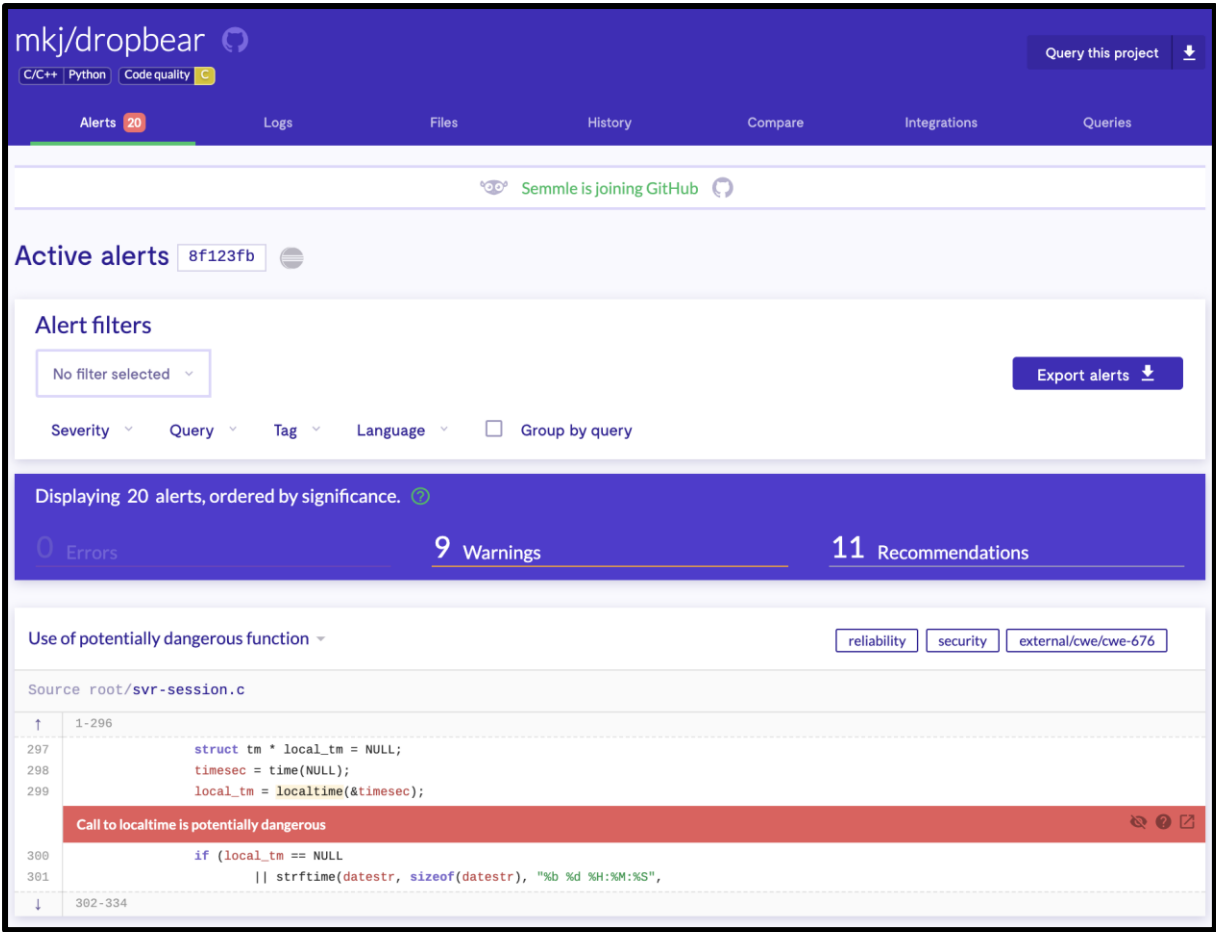 mkj/dropbear
C/C++ Python Code quality C
Query this project
Alerts 20 Logs Files History Compare Integrations Queries
Semmle is joining GitHub
Active alerts 8f123fb
Alert filters
No filter selected
Export alerts
Severity Query Tag Language Group by query
Displaying 20 alerts, ordered by significance. ?
0 Errors 9 Warnings 11 Recommendations
Use of potentially dangerous function reliability security external/cwe/cwe-676
Source root/svr-session.c
↑ 1-296
297 struct tm * local_tm = NULL;
298 timesec = time(NULL);
299 local_tm = localtime(&timesec);
Call to localtime is potentially dangerous ?
300 if (local_tm == NULL
301 || strftime(datestr, sizeof(datestr), "%b %d %H:%M:%S",
↓ 302-334